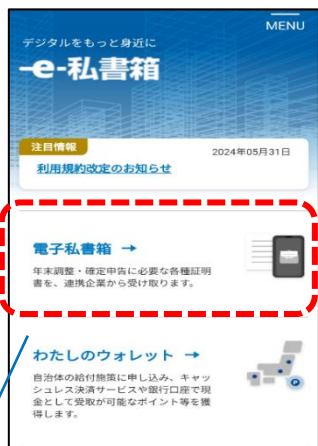 MENU
デジタルをもっと身近に
-e-私書箱
注目情報
2024年05月31日
利用規約改定のお知らせ
電子私書箱 →
年末調整・確定申告に必要な各種証明
書を、連携企業から受け取ります。
わたしのウォレット →
自治体の給付施策に申し込み、キャッ
シュレス決済サービスや銀行口座で現
金として受取が可能なポイント等を獲
得します。
P